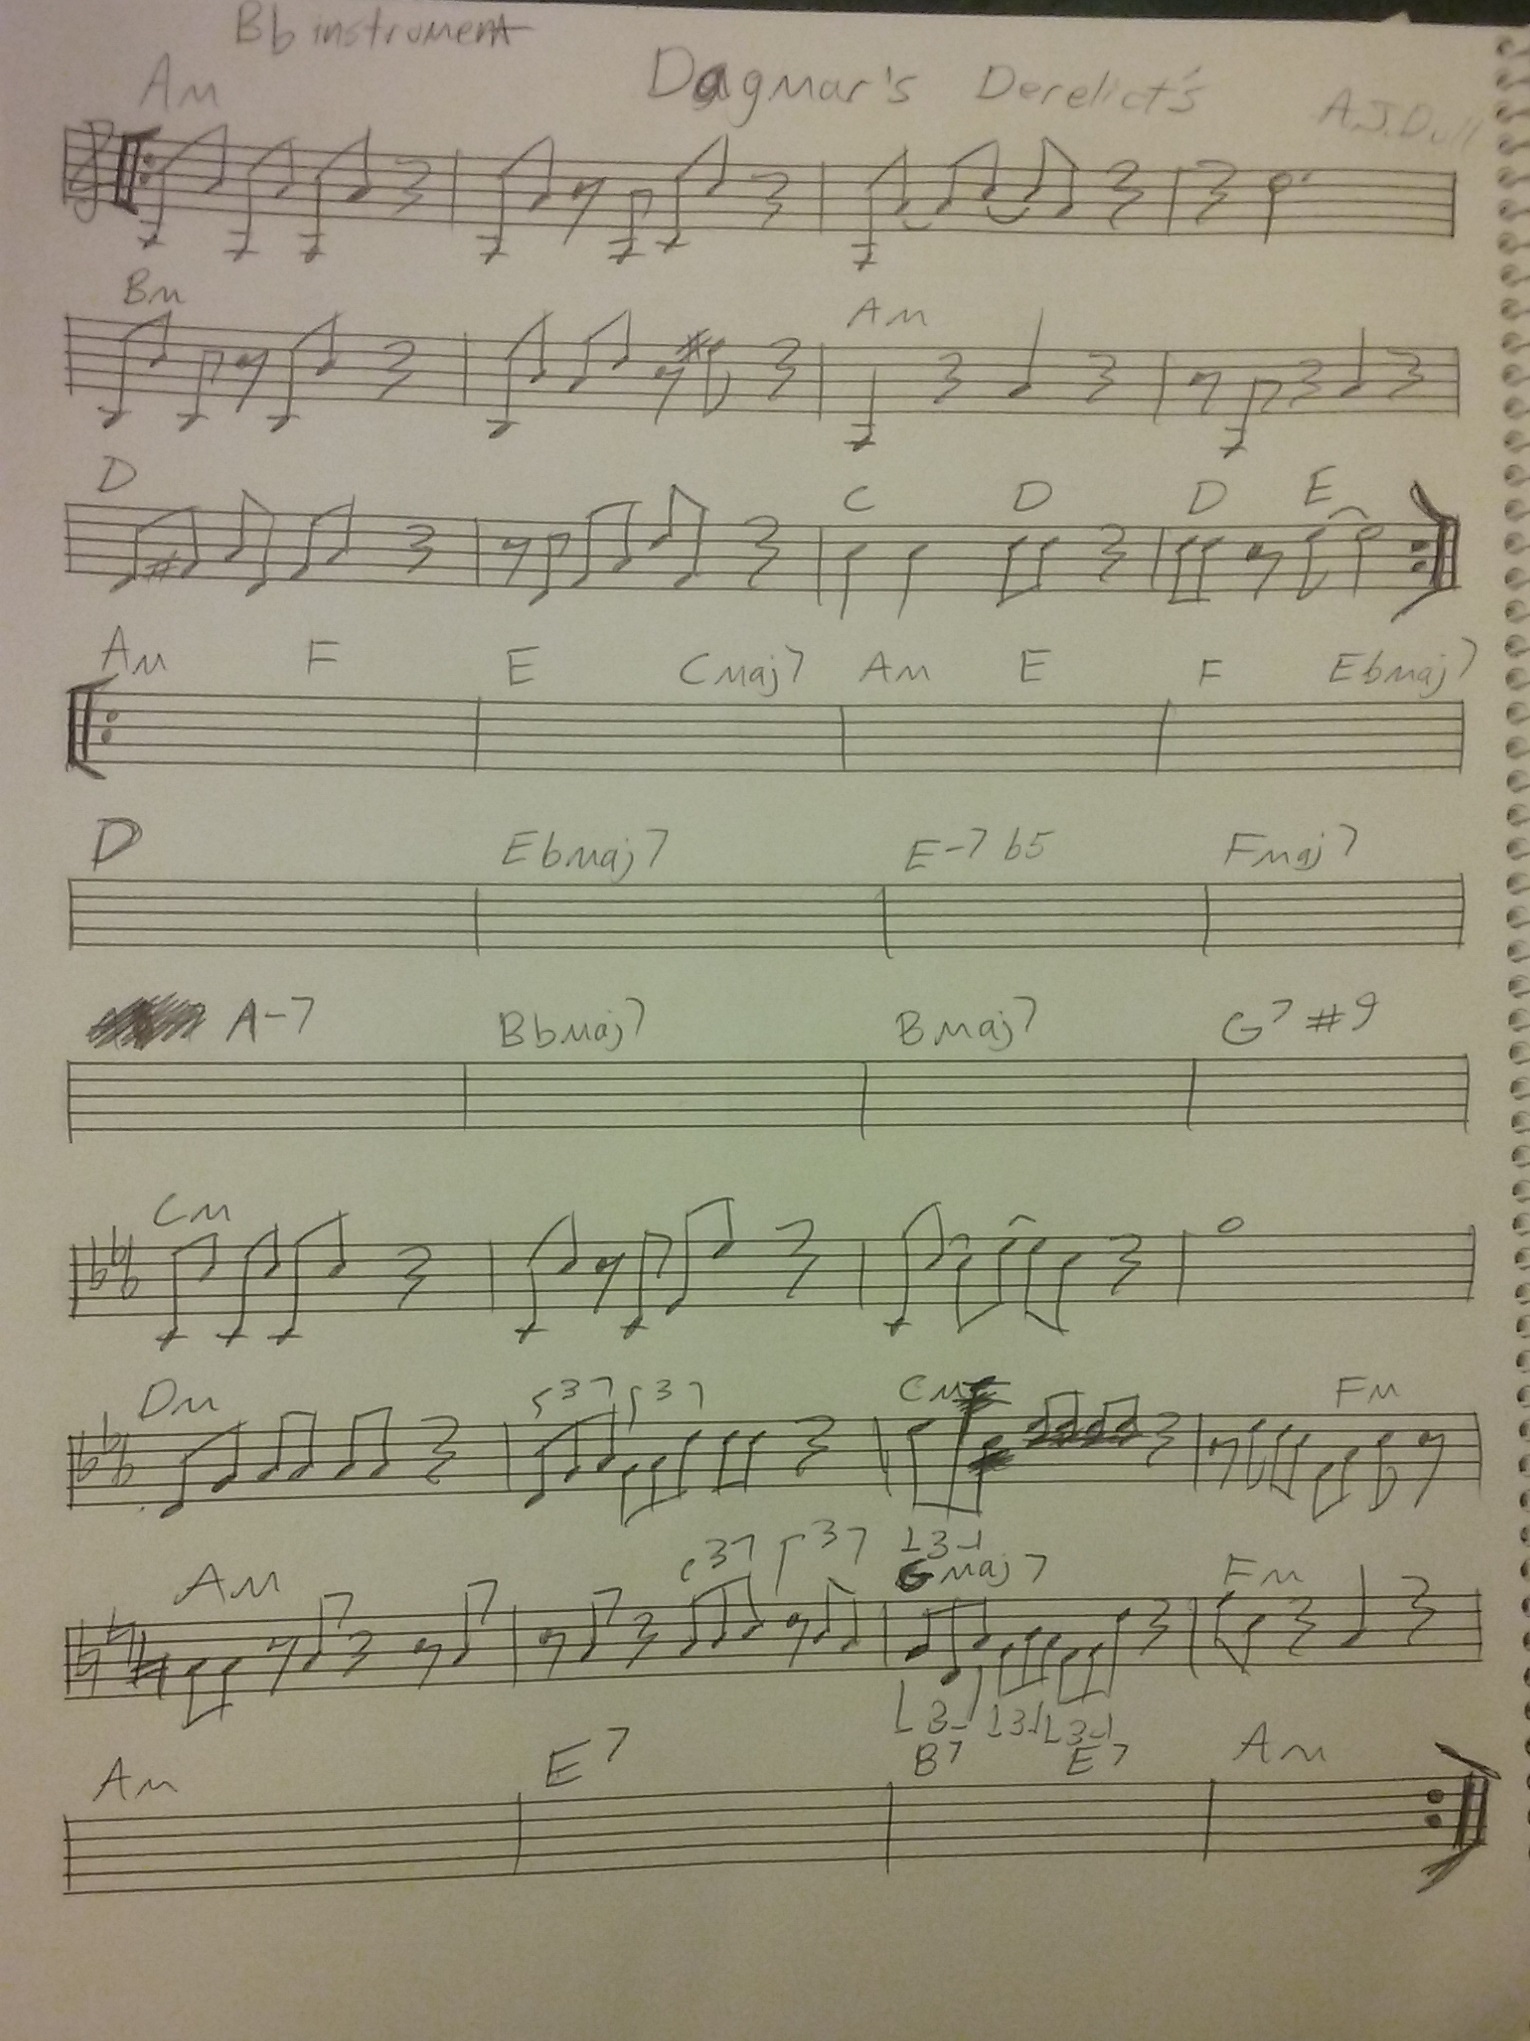 Bb instrument
Am Dagmar's Derelict's A.J.Dull
Bm Am
D C D D E
Am F E Cmaj7 Am E F Ebmaj7
D Ebmaj7 E-7 b5 Fmaj7
A-7 Bbmaj7 Bmaj7 G7 #9
Cm
Dm 3 3 Cm Fm
3 3 3
Am Gmaj7 Fm
3 3 3
Am E7 B7 E7 Am